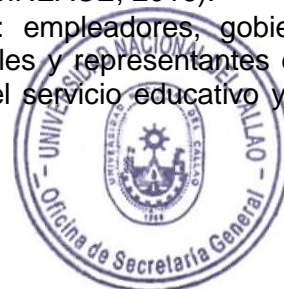 : empleadores, gobie
les y representantes
el servicio educativo y
UNIVERSIDAD NACIONAL DEL CALLAO
Oficina de Secretaría General